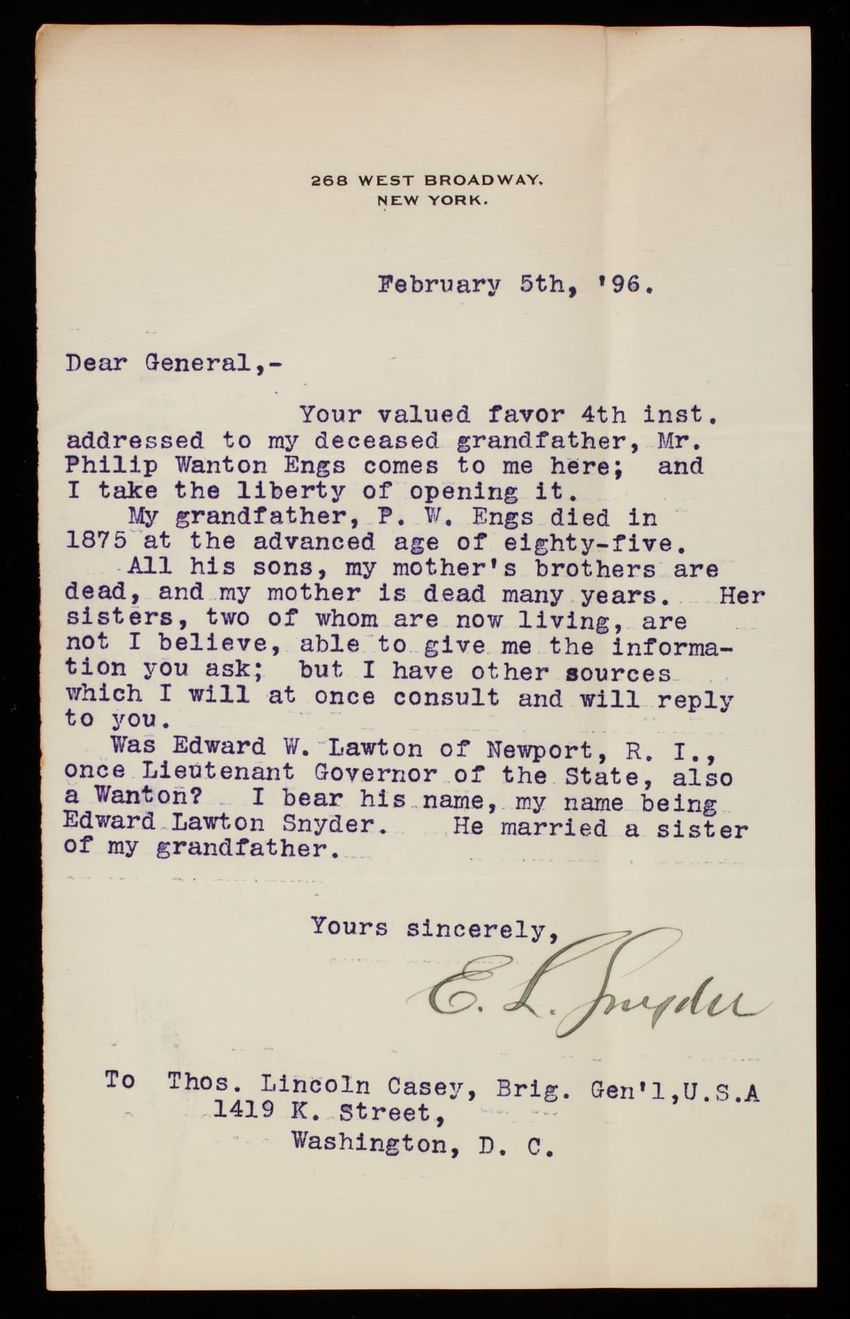 268 WEST BROADWAY.
NEW YORK.
February 5th, '96.
Dear General,-
Your valued favor 4th inst.
addressed to my deceased grandfather, Mr.
Philip Wanton Engs comes to me here; and
I take the liberty of opening it.
My grandfather, P. W. Engs died in
1875 at the advanced age of eighty-five.
All his sons, my mother's brothers are
dead, and my mother is dead many years. Her
sisters, two of whom are now living, are
not I believe, able to give me the informa-
tion you ask; but I have other sources
which I will at once consult and will reply
to you.
Was Edward W. Lawton of Newport, R. I.,
once Lieutenant Governor of the State, also
a Wanton? I bear his name, my name being
Edward Lawton Snyder. He married a sister
of my grandfather.
Yours sincerely,
E. L. Snyder
To Thos. Lincoln Casey, Brig. Gen'l,U.S.A
1419 K. Street,
Washington, D. C.